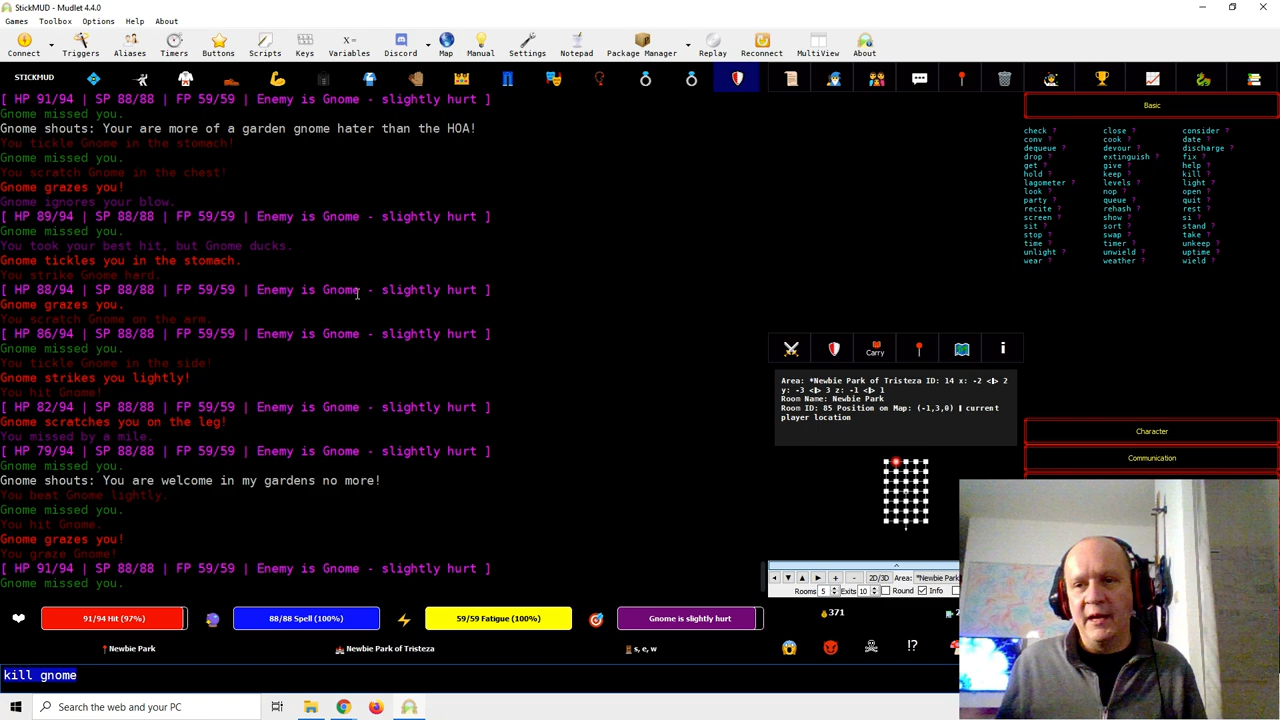 StickMUD - Mudlet 4.4.0
Games Toolbox Options Help About
Connect Triggers Aliases Timers Buttons Scripts Keys Variables Discord Map Manual Settings Notepad Package Manager Replay Reconnect MultiView About
STICKMUD
[ HP 91/94 | SP 88/88 | FP 59/59 | Enemy is Gnome - slightly hurt ]
Gnome missed you.
Gnome shouts: Your are more of a garden gnome hater than the HOA!
You tickle Gnome in the stomach!
Gnome missed you.
You scratch Gnome in the chest!
Gnome grazes you!
Gnome ignores your blow.
[ HP 89/94 | SP 88/88 | FP 59/59 | Enemy is Gnome - slightly hurt ]
Gnome missed you.
You took your best hit, but Gnome ducks.
Gnome tickles you in the stomach.
You strike Gnome hard.
[ HP 88/94 | SP 88/88 | FP 59/59 | Enemy is Gnome - slightly hurt ]
Gnome grazes you.
You scratch Gnome on the arm.
[ HP 86/94 | SP 88/88 | FP 59/59 | Enemy is Gnome - slightly hurt ]
Gnome missed you.
You tickle Gnome in the side!
Gnome strikes you lightly!
You hit Gnome!
[ HP 82/94 | SP 88/88 | FP 59/59 | Enemy is Gnome - slightly hurt ]
Gnome scratches you on the leg!
You missed by a mile.
[ HP 79/94 | SP 88/88 | FP 59/59 | Enemy is Gnome - slightly hurt ]
Gnome missed you.
Gnome shouts: You are welcome in my gardens no more!
You beat Gnome lightly.
Gnome missed you.
You hit Gnome.
Gnome grazes you!
You graze Gnome!
[ HP 91/94 | SP 88/88 | FP 59/59 | Enemy is Gnome - slightly hurt ]
Gnome missed you.
91/94 Hit (97%)
88/88 Spell (100%)
59/59 Fatigue (100%)
Gnome is slightly hurt
Newbie Park
Newbie Park of Tristeza
s, e, w
kill gnome
Basic
check ? close ? consider ?
conv ? cook ? date ?
dequeue ? devour ? discharge ?
drop ? extinguish ? fix ?
get ? give ? help ?
hold ? keep ? kill ?
lagometer ? levels ? light ?
look ? nop ? open ?
party ? queue ? quit ?
recite ? rehash ? rest ?
screen ? show ? si ?
sit ? sort ? stand ?
stop ? swap ? take ?
time ? timer ? unkeep ?
unlight ? unwield ? uptime ?
wear ? weather ? wield ?
Carry
Area: *Newbie Park of Tristeza ID: 14 x: -2 <|> 2
y: -3 <|> 3 z: -1 <|> 1
Room Name: Newbie Park
Room ID: 85 Position on Map: (-1,3,0) | current
player location
Character
Communication
+ - 2D/3D Area: *Newbie Park
Rooms 5 Exits 10 Round Info
371
Search the web and your PC